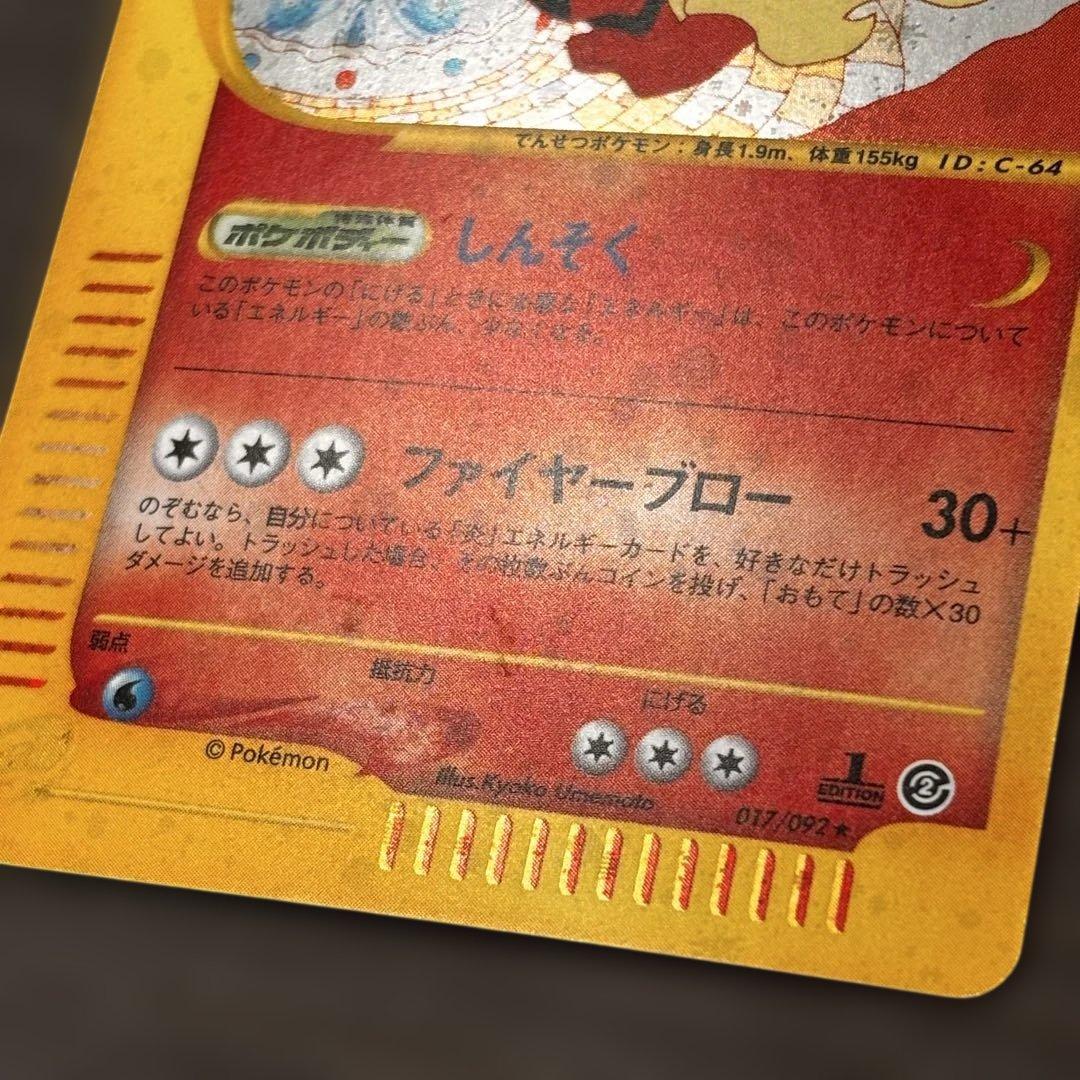 でんせつポケモン：身長1.9m、体重155kg ID：C-64
特殊体質
ポケボディー しんそく
このポケモンの「にげる」ときに必要な「エネルギー」は、このポケモンについて
いる「エネルギー」の数ぶん、少なくなる。
ファイヤーブロー 30+
のぞむなら、自分についている「炎」エネルギーカードを、好きなだけトラッシュ
してよい。トラッシュした場合、その枚数ぶんコインを投げ、「おもて」の数×30
ダメージを追加する。
弱点 抵抗力 にげる
© Pokémon
Illus. Kyoko Umemoto
1 EDITION 2
017/092★